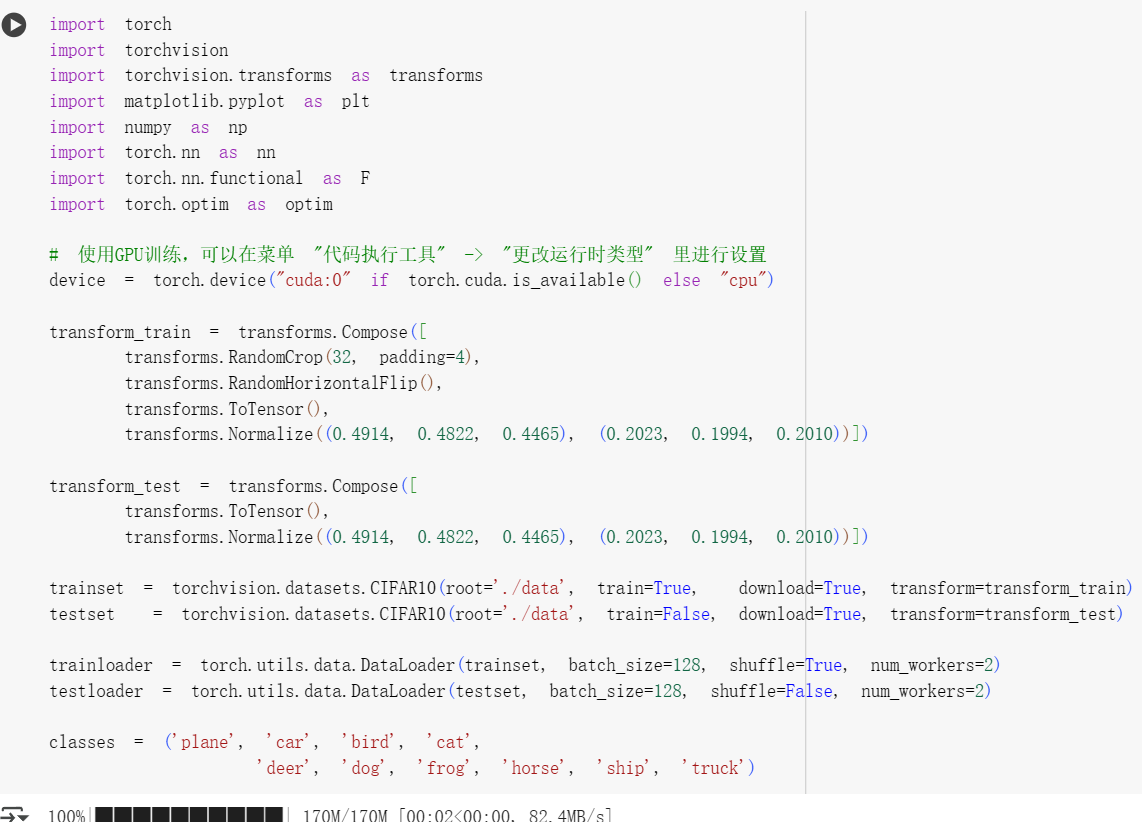 import torch
import torchvision
import torchvision.transforms as transforms
import matplotlib.pyplot as plt
import numpy as np
import torch.nn as nn
import torch.nn.functional as F
import torch.optim as optim
# 使用GPU训练，可以在菜单 "代码执行工具" -> "更改运行时类型" 里进行设置
device = torch.device("cuda:0" if torch.cuda.is_available() else "cpu")
transform_train = transforms.Compose([
transforms.RandomCrop(32, padding=4),
transforms.RandomHorizontalFlip(),
transforms.ToTensor(),
transforms.Normalize((0.4914, 0.4822, 0.4465), (0.2023, 0.1994, 0.2010))])
transform_test = transforms.Compose([
transforms.ToTensor(),
transforms.Normalize((0.4914, 0.4822, 0.4465), (0.2023, 0.1994, 0.2010))])
trainset = torchvision.datasets.CIFAR10(root='./data', train=True, download=True, transform=transform_train)
testset = torchvision.datasets.CIFAR10(root='./data', train=False, download=True, transform=transform_test)
trainloader = torch.utils.data.DataLoader(trainset, batch_size=128, shuffle=True, num_workers=2)
testloader = torch.utils.data.DataLoader(testset, batch_size=128, shuffle=False, num_workers=2)
classes = ('plane', 'car', 'bird', 'cat',
'deer', 'dog', 'frog', 'horse', 'ship', 'truck')
100%|██████████| 170M/170M [00:02<00:00, 82.4MB/s]